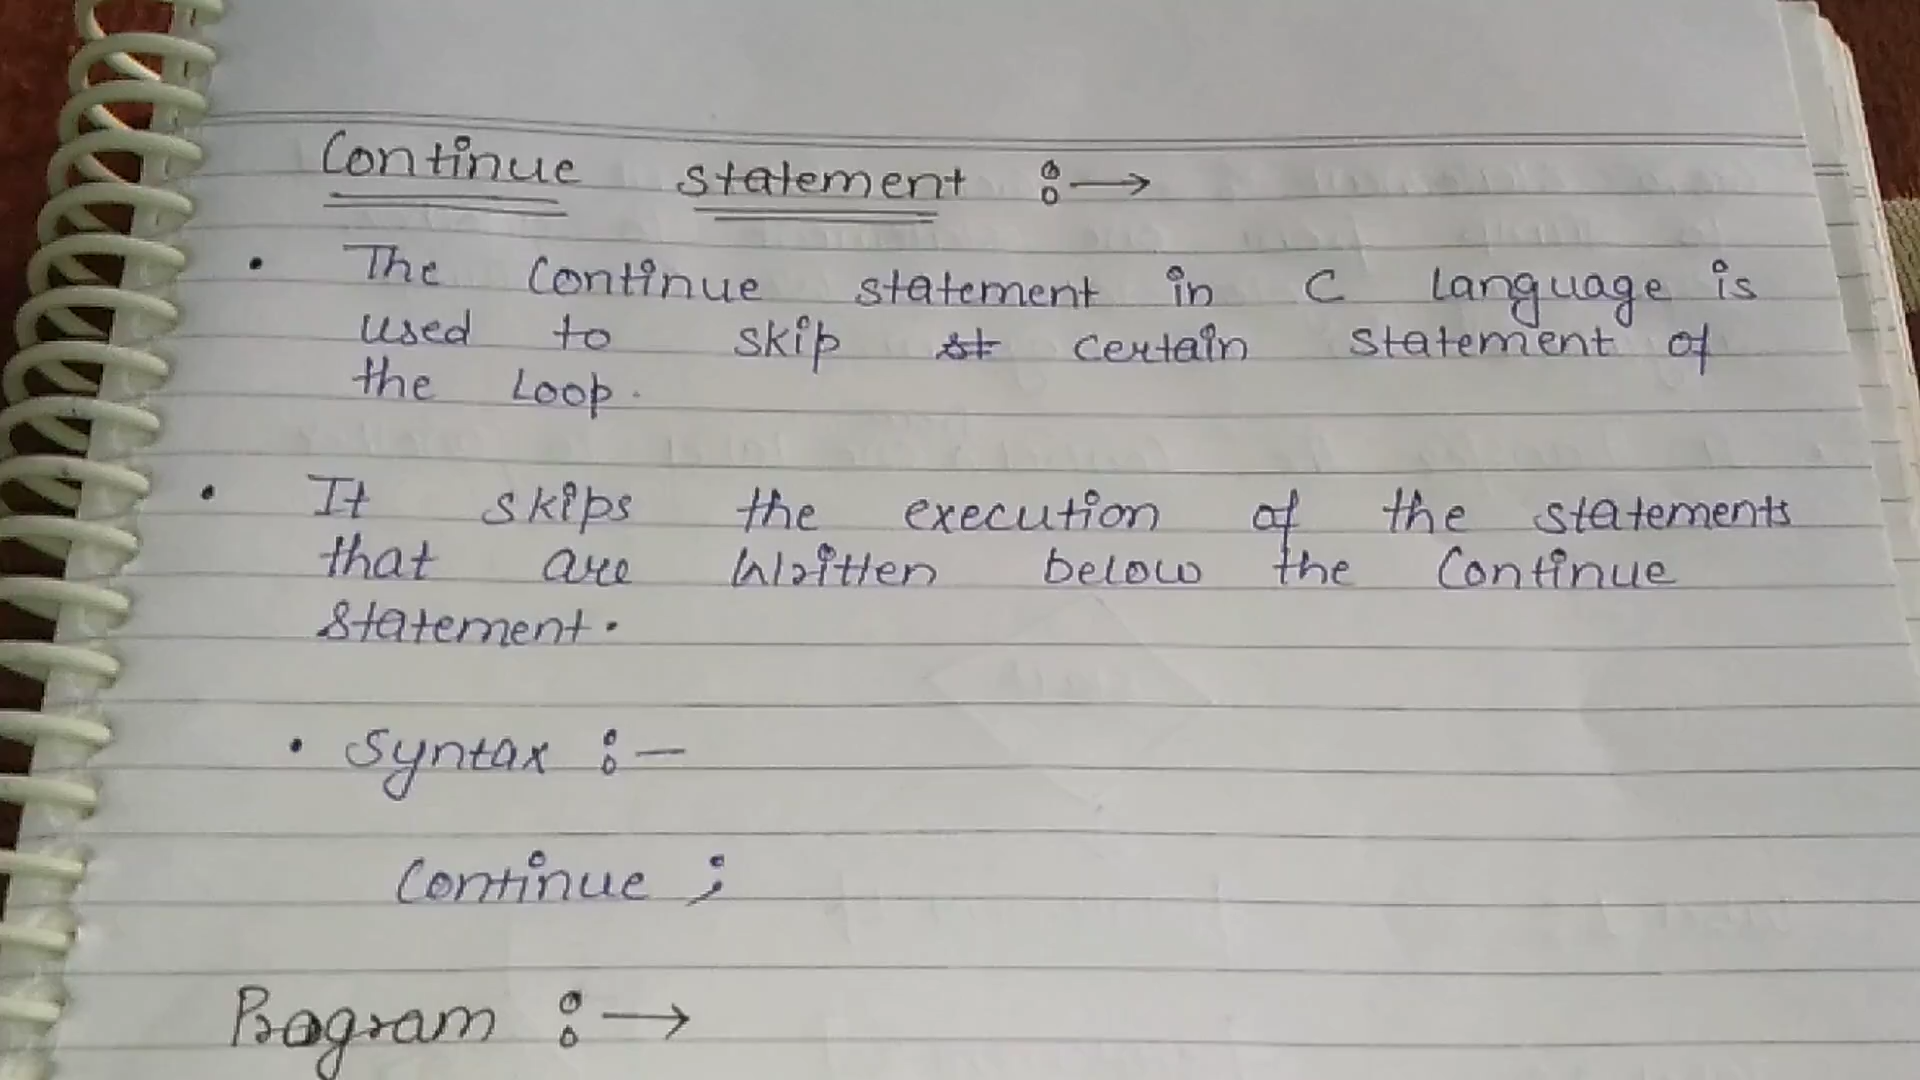 Continue statement :→
• The Continue statement in C language is
used to skip st certain statement of
the Loop.
• It skips the execution of the statements
that are written below the Continue
statement.
• Syntax :-
Continue ;
Program :→